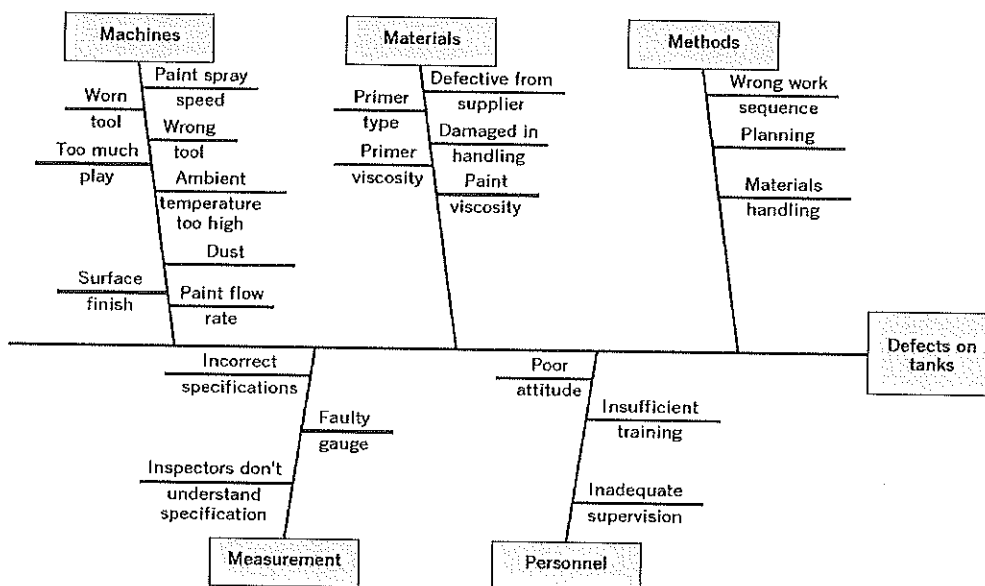 Machines
Paint spray
speed
Worn
tool
Wrong
tool
Too much
play
Ambient
temperature
too high
Dust
Surface
finish
Paint flow
rate
Materials
Defective from
supplier
Primer
type
Damaged in
handling
Primer
viscosity
Paint
viscosity
Methods
Wrong work
sequence
Planning
Materials
handling
Defects on
tanks
Incorrect
specifications
Faulty
gauge
Inspectors don't
understand
specification
Measurement
Poor
attitude
Insufficient
training
Inadequate
supervision
Personnel